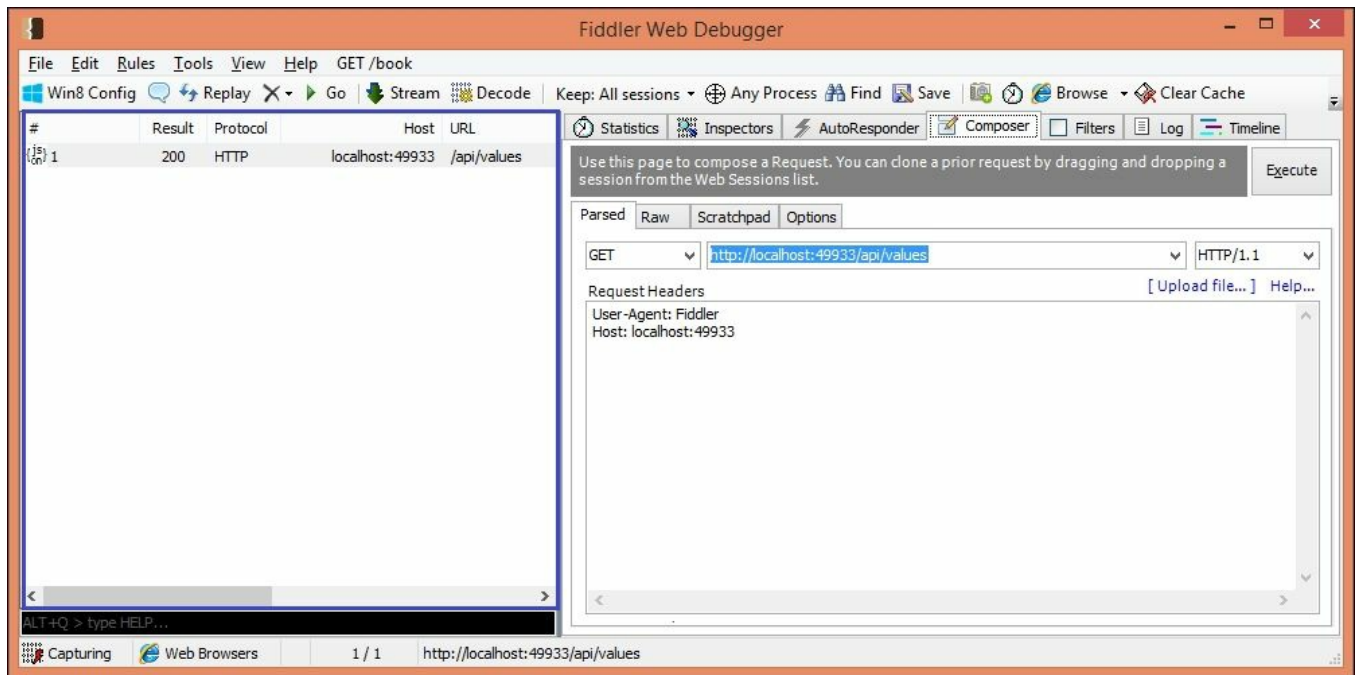 Fiddler Web Debugger
File Edit Rules Tools View Help GET /book
Win8 Config Replay Go Stream Decode Keep: All sessions Any Process Find Save Browse Clear Cache
# Result Protocol Host URL
1 200 HTTP localhost:49933 /api/values
Statistics Inspectors AutoResponder Composer Filters Log Timeline
Use this page to compose a Request. You can clone a prior request by dragging and dropping a
session from the Web Sessions list.
Execute
Parsed Raw Scratchpad Options
GET http://localhost:49933/api/values HTTP/1.1
Request Headers [ Upload file... ] Help...
User-Agent: Fiddler
Host: localhost:49933
ALT+Q > type HELP...
Capturing Web Browsers 1 / 1 http://localhost:49933/api/values